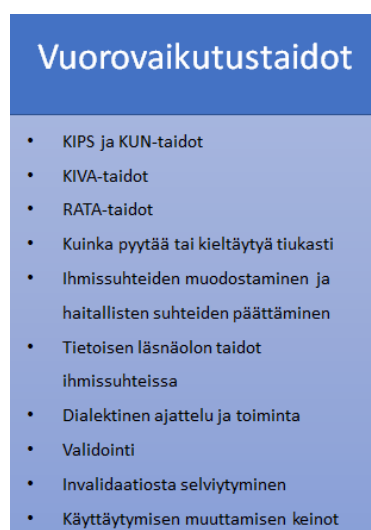 Vuorovaikutustaidot
• KIPS ja KUN-taidot
• KIVA-taidot
• RATA-taidot
• Kuinka pyytää tai kieltäytyä tiukasti
• Ihmissuhteiden muodostaminen ja
haitallisten suhteiden päättäminen
• Tietoisen läsnäolon taidot
ihmissuhteissa
• Dialektinen ajattelu ja toiminta
• Validointi
• Invalidaatiosta selviytyminen
• Käyttäytymisen muuttamisen keinot